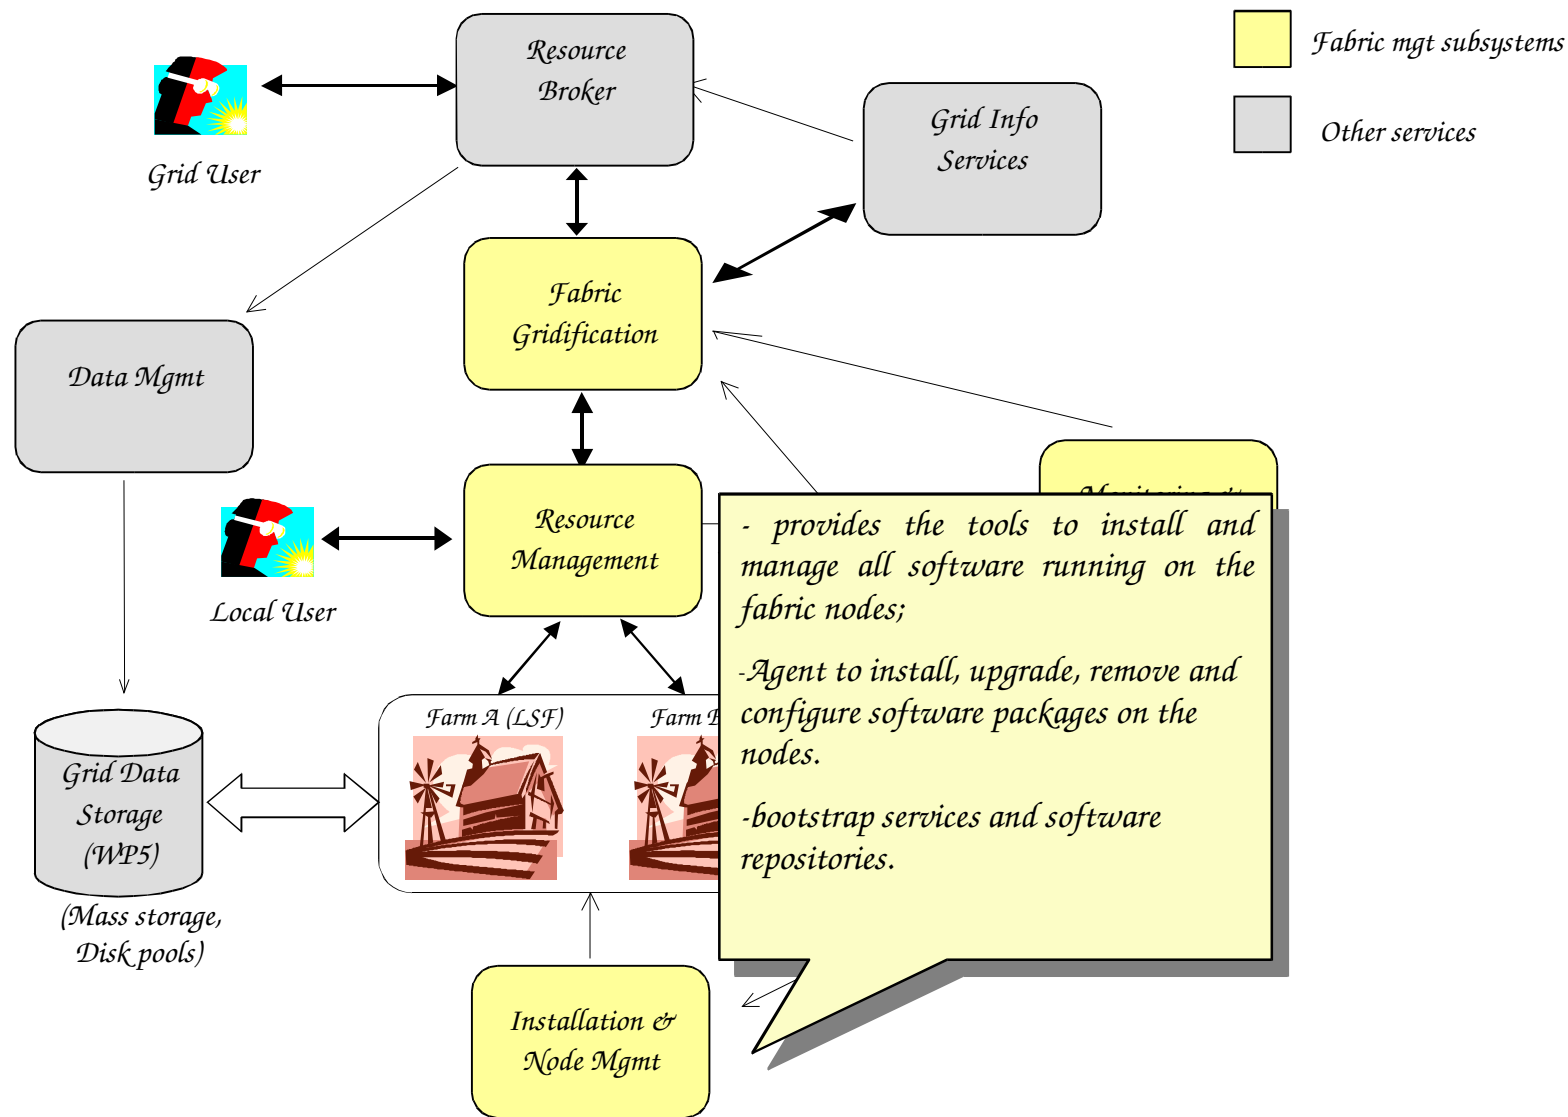 Resource
Broker
Fabric mgt subsystems
Grid Info
Services
Other services
Grid User
Fabric
Gridification
Data Mgmt
Monitoring &
Resource
Management
Local User
- provides the tools to install and
manage all software running on the
fabric nodes;
-Agent to install, upgrade, remove and
configure software packages on the
nodes.
-bootstrap services and software
repositories.
Farm A (LSF)
Farm
Grid Data
Storage
(WP5)
(Mass storage,
Disk pools)
Installation &
Node Mgmt